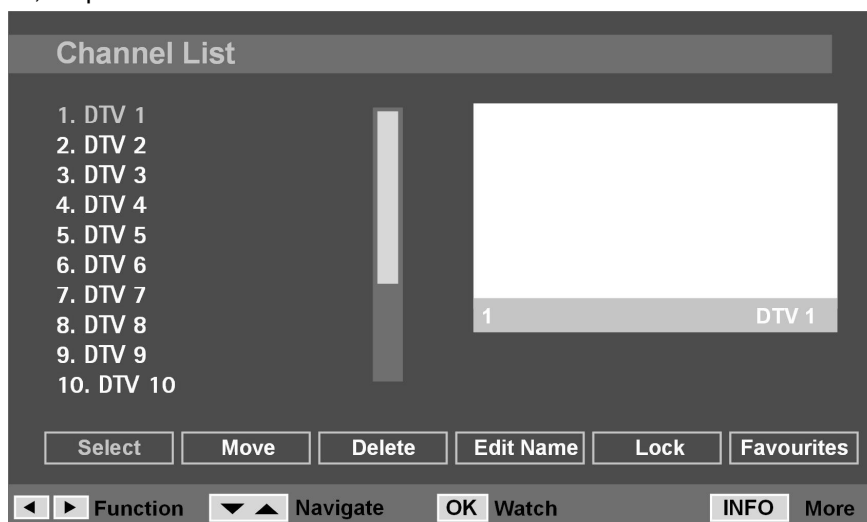 Channel List
1. DTV 1
2. DTV 2
3. DTV 3
4. DTV 4
5. DTV 5
6. DTV 6
7. DTV 7
8. DTV 8
9. DTV 9
10. DTV 10
1 DTV 1
Select Move Delete Edit Name Lock Favourites
Function Navigate OK Watch INFO More